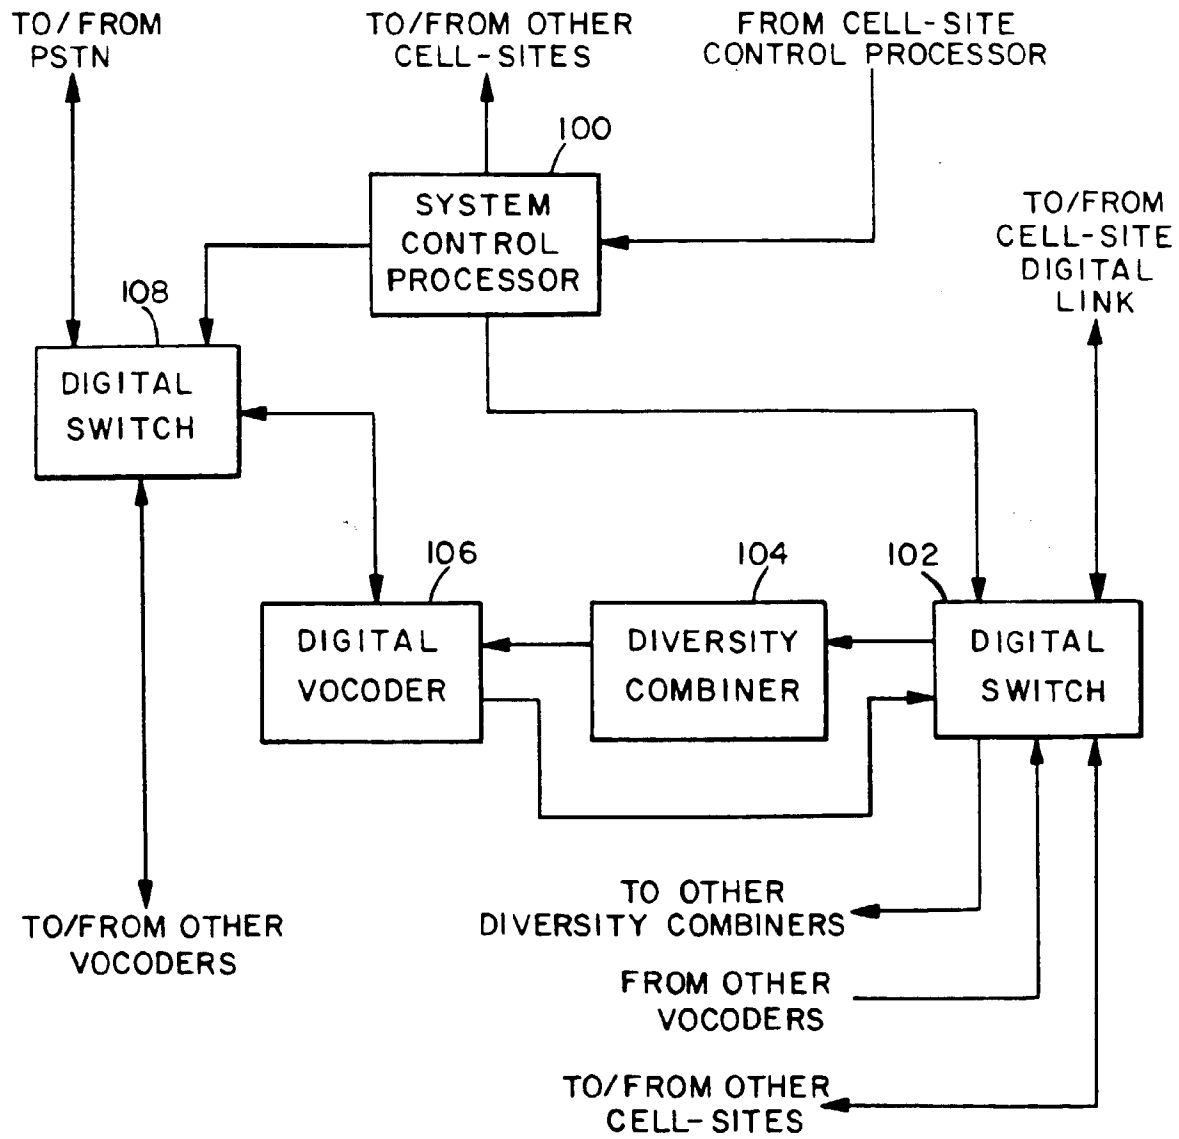 TO/FROM
PSTN
TO/FROM OTHER
CELL-SITES
FROM CELL-SITE
CONTROL PROCESSOR
100
SYSTEM
CONTROL
PROCESSOR
TO/FROM
CELL-SITE
DIGITAL
LINK
108
DIGITAL
SWITCH
106
DIGITAL
VOCODER
104
DIVERSITY
COMBINER
102
DIGITAL
SWITCH
TO/FROM OTHER
VOCODERS
TO OTHER
DIVERSITY COMBINERS
FROM OTHER
VOCODERS
TO/FROM OTHER
CELL-SITES